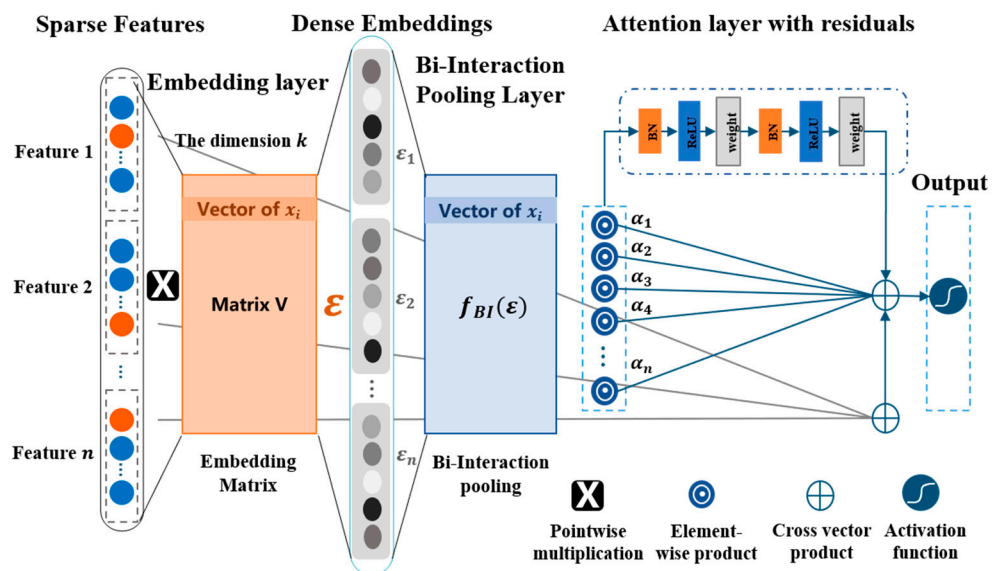 Sparse Features
Dense Embeddings
Attention layer with residuals
Embedding layer
Bi-Interaction
Pooling Layer
The dimension k
Feature 1
Feature 2
Feature n
Vector of xᵢ
Matrix V
Embedding
Matrix
ε
ε₁
ε₂
εₙ
Vector of xᵢ
f_BI(ε)
Bi-Interaction
pooling
BN
ReLU
weight
BN
ReLU
weight
α₁
α₂
α₃
α₄
αₙ
Output
X
X
Pointwise
multiplication
Element-
wise product
Cross vector
product
Activation
function